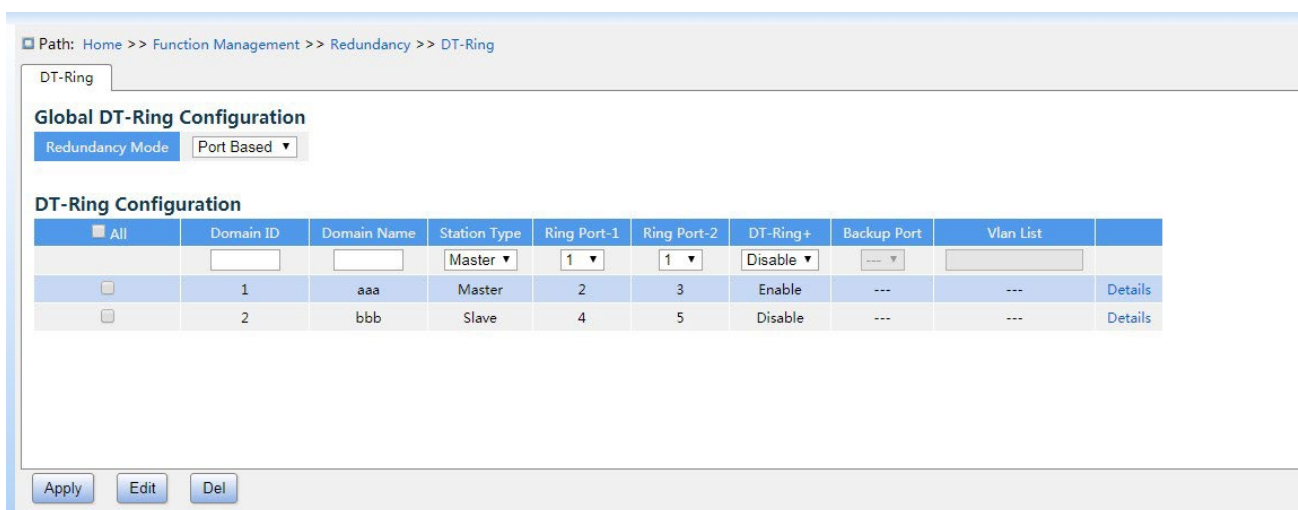 Path: Home >> Function Management >> Redundancy >> DT-Ring
DT-Ring
Global DT-Ring Configuration
Redundancy Mode Port Based
DT-Ring Configuration
All Domain ID Domain Name Station Type Ring Port-1 Ring Port-2 DT-Ring+ Backup Port Vlan List
Master 1 1 Disable ---
1 aaa Master 2 3 Enable --- --- Details
2 bbb Slave 4 5 Disable --- --- Details
Apply Edit Del